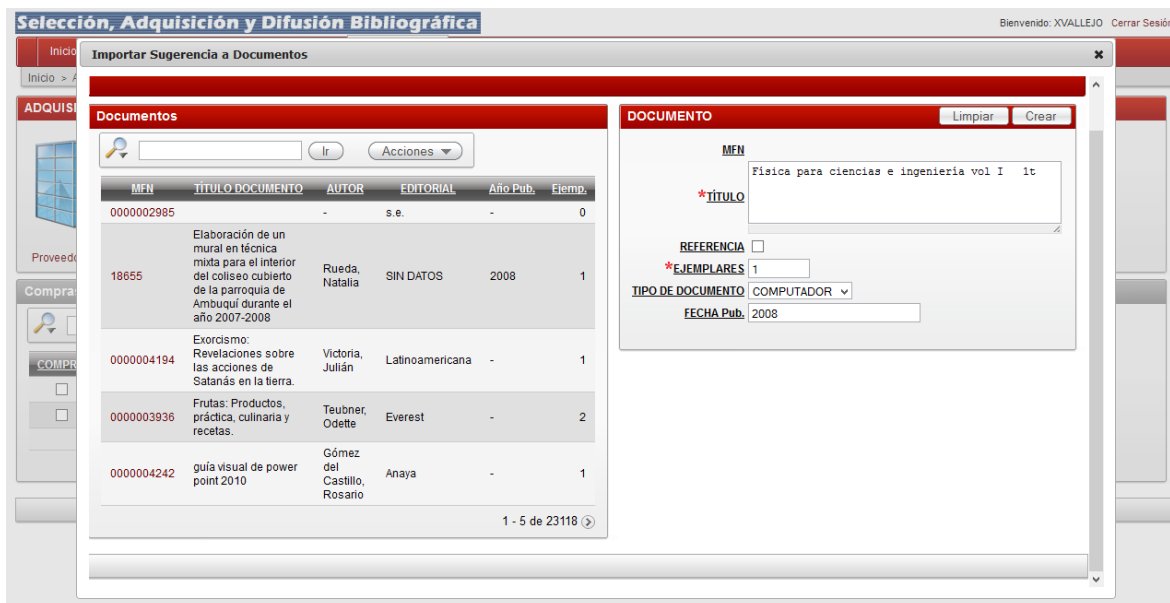 Selección, Adquisición y Difusión Bibliográfica
Bienvenido: XVALLEJO Cerrar Sesión
Inicio
Importar Sugerencia a Documentos
Inicio > A
ADQUISI
Documentos
DOCUMENTO
Limpiar
Crear
Ir
Acciones
MFN
Física para ciencias e ingeniería vol I 1t
*TÍTULO
MFN TÍTULO DOCUMENTO AUTOR EDITORIAL Año Pub. Ejemp.
0000002985 - s.e. - 0
REFERENCIA
*EJEMPLARES 1
TIPO DE DOCUMENTO COMPUTADOR
FECHA Pub. 2008
Elaboración de un
mural en técnica
mixta para el interior
del coliseo cubierto
de la parroquia de
Ambuquí durante el
año 2007-2008
18655
Rueda,
Natalia
SIN DATOS
2008
1
Proveedo
Compras
COMPR
0000004194
Exorcismo:
Revelaciones sobre
las acciones de
Satanás en la tierra.
Victoria,
Julián
Latinoamericana
-
1
0000003936
Frutas: Productos,
práctica, culinaria y
recetas.
Teubner,
Odette
Everest
-
2
0000004242
guía visual de power
point 2010
Gómez
del
Castillo,
Rosario
Anaya
-
1
1 - 5 de 23118